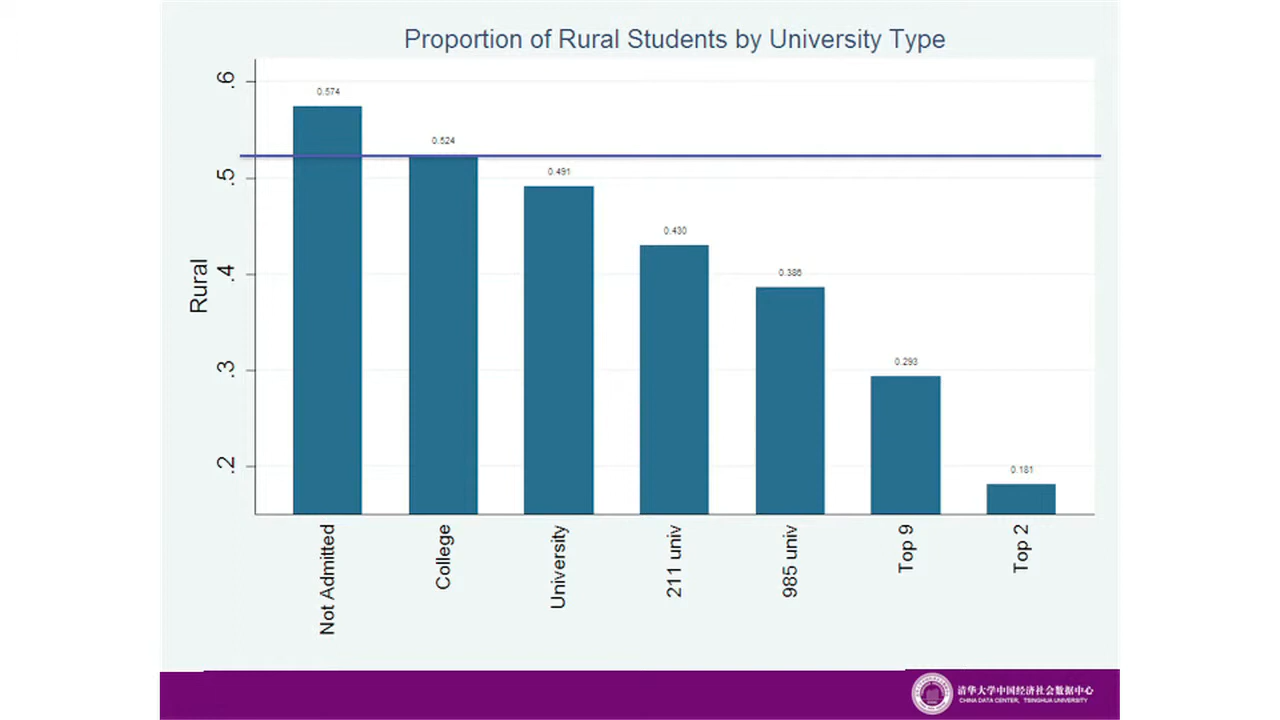 Proportion of Rural Students by University Type
Rural
.6
.5
.4
.3
.2
0.574
0.524
0.491
0.430
0.386
0.293
0.181
Not Admitted
College
University
211 univ
985 univ
Top 9
Top 2
清华大学中国经济社会数据中心
CHINA DATA CENTER, TSINGHUA UNIVERSITY